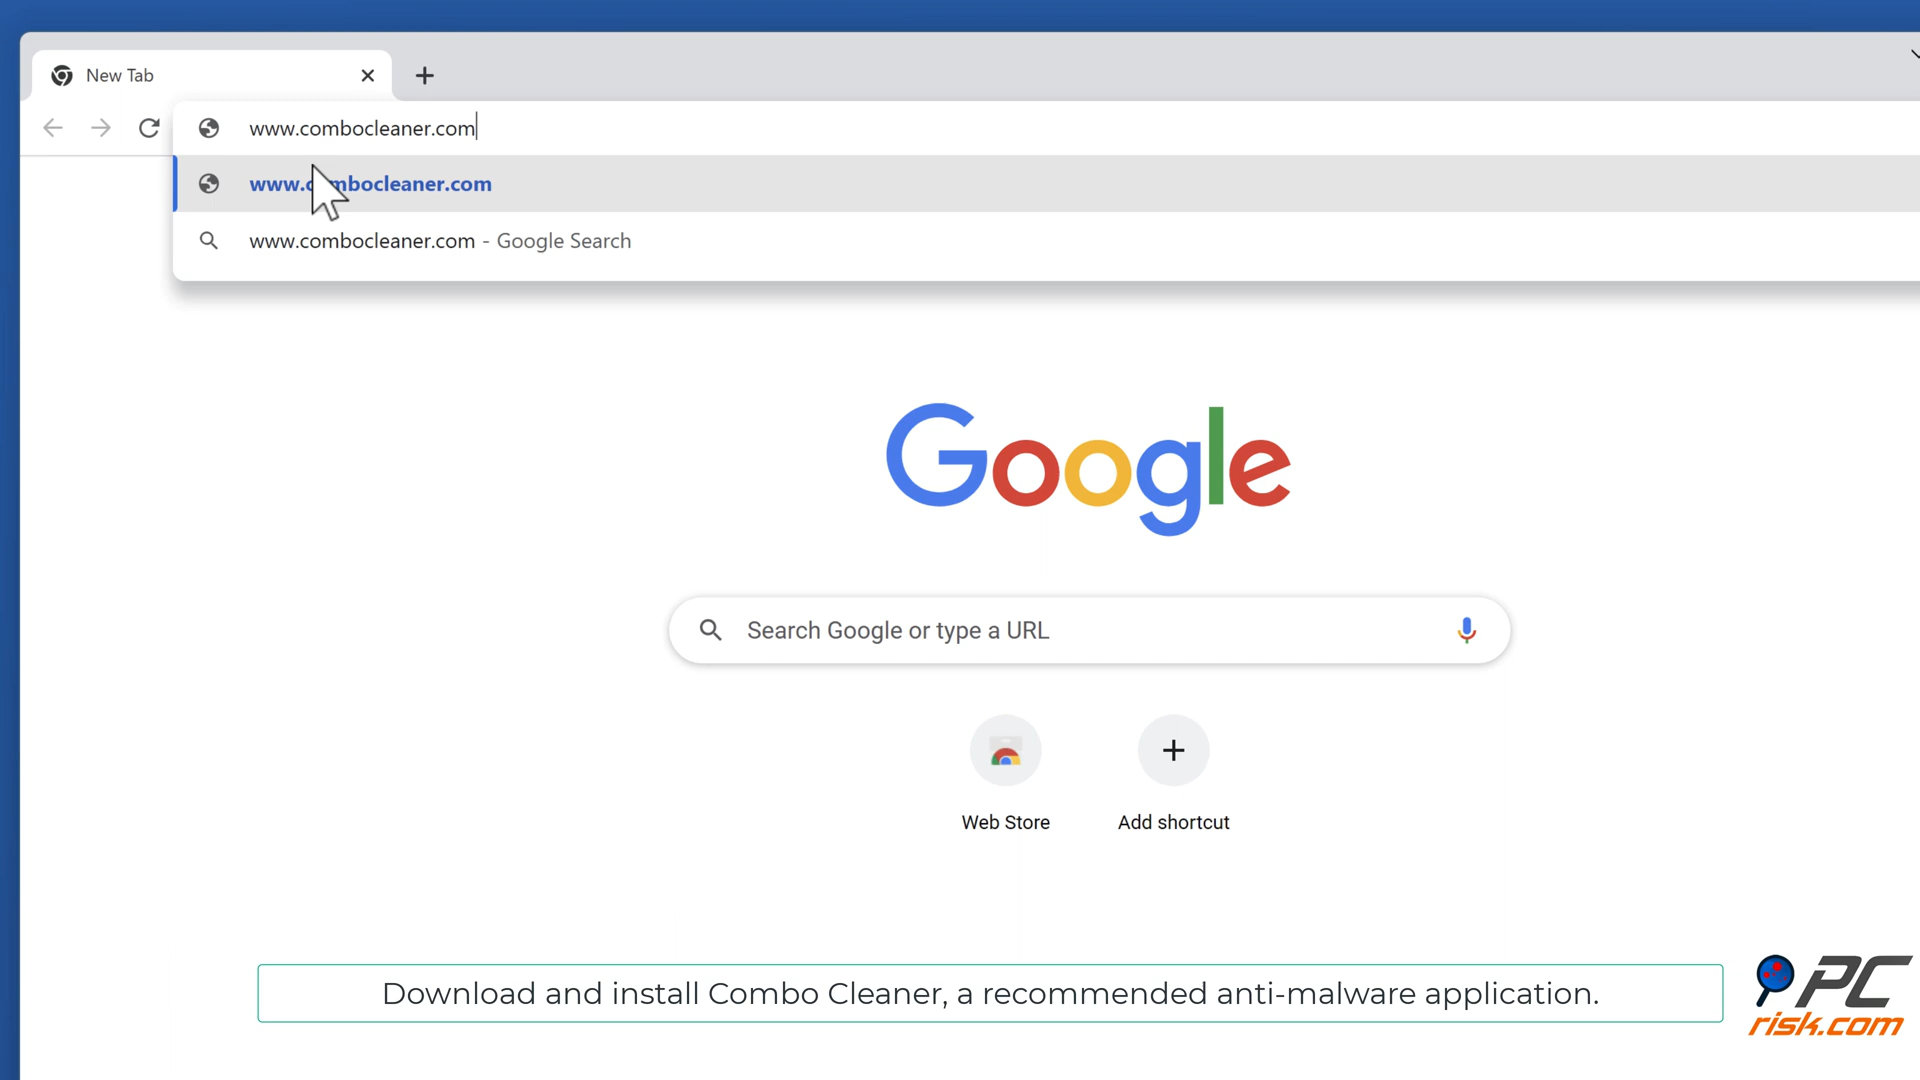 New Tab
www.combocleaner.com
www.combocleaner.com
www.combocleaner.com - Google Search
Google
Search Google or type a URL
Web Store
Add shortcut
Download and install Combo Cleaner, a recommended anti-malware application.
PC
risk.com